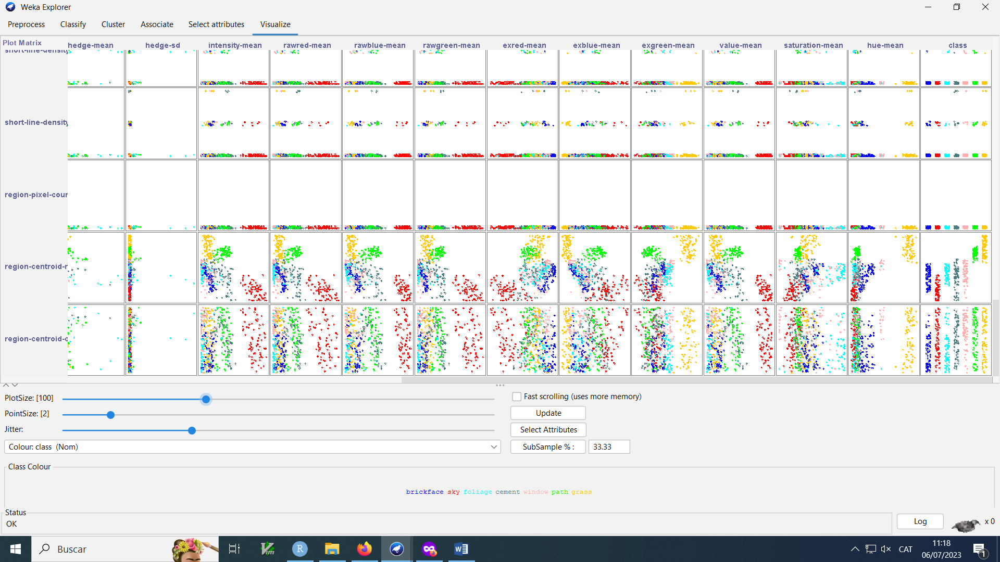 Weka Explorer
Preprocess Classify Cluster Associate Select attributes Visualize
Plot Matrix
hedge-mean hedge-sd intensity-mean rawred-mean rawblue-mean rawgreen-mean exred-mean exblue-mean exgreen-mean value-mean saturation-mean hue-mean class
short-line-density
short-line-density
region-pixel-cour
region-centroid-r
region-centroid-c
PlotSize: [100]
Fast scrolling (uses more memory)
PointSize: [2]
Update
Jitter:
Select Attributes
Colour: class (Nom)
SubSample % : 33.33
Class Colour
brickface sky foliage cement window path grass
Status
OK
Log
x 0
Buscar
CAT
11:18
06/07/2023
1